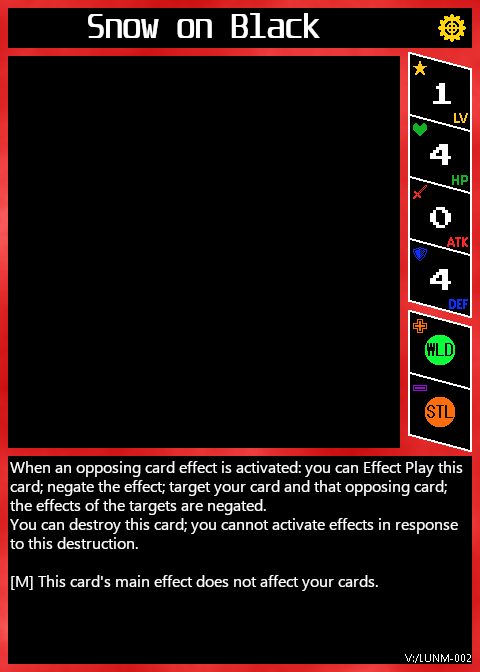 Snow on Black
1
LV
4
HP
0
ATK
4
DEF
WLD
STL
When an opposing card effect is activated: you can Effect Play this
card; negate the effect; target your card and that opposing card;
the effects of the targets are negated.
You can destroy this card; you cannot activate effects in response
to this destruction.
[M] This card's main effect does not affect your cards.
V:/LUNM-002